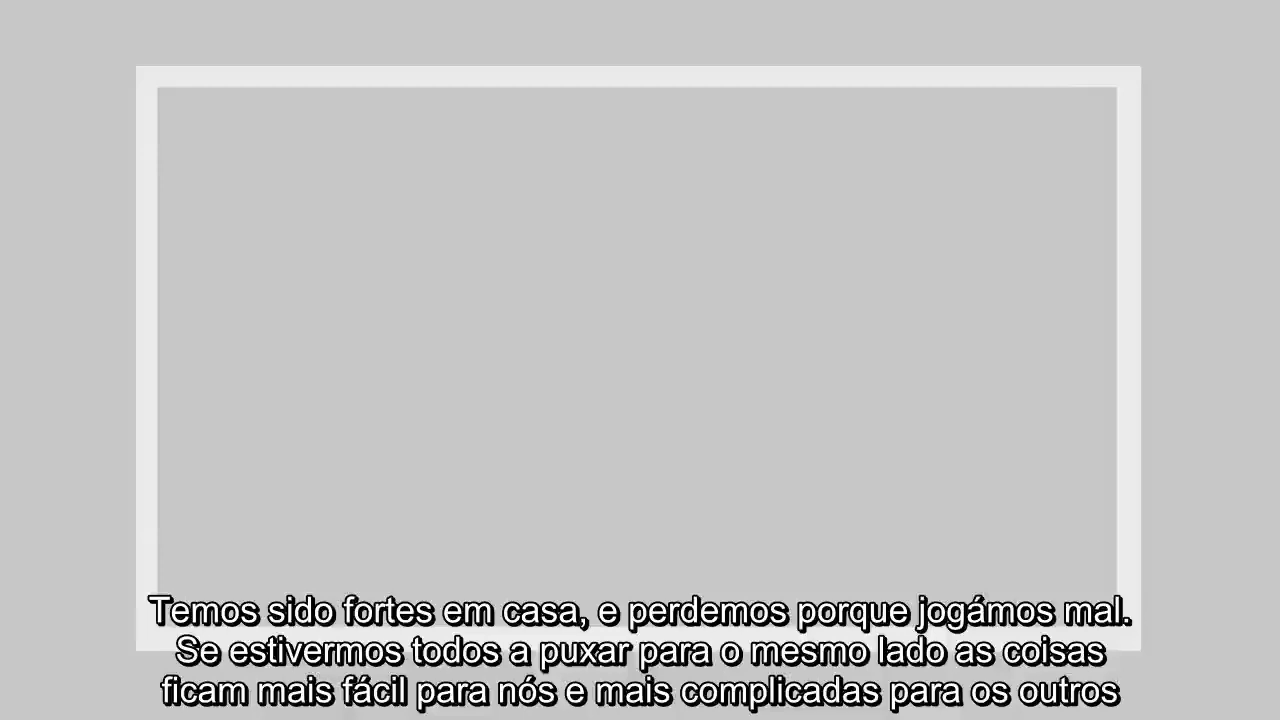 Temos sido fortes em casa, e perdemos porque jogámos mal.
Se estivermos todos a puxar para o mesmo lado as coisas
ficam mais fácil para nós e mais complicadas para os outros